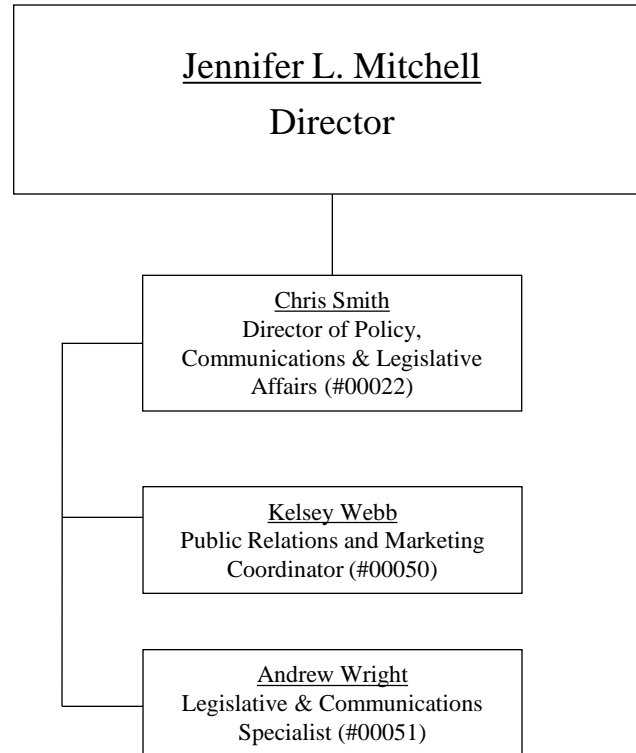 Jennifer L. Mitchell
Director
Chris Smith
Director of Policy,
Communications & Legislative
Affairs (#00022)
Kelsey Webb
Public Relations and Marketing
Coordinator (#00050)
Andrew Wright
Legislative & Communications
Specialist (#00051)